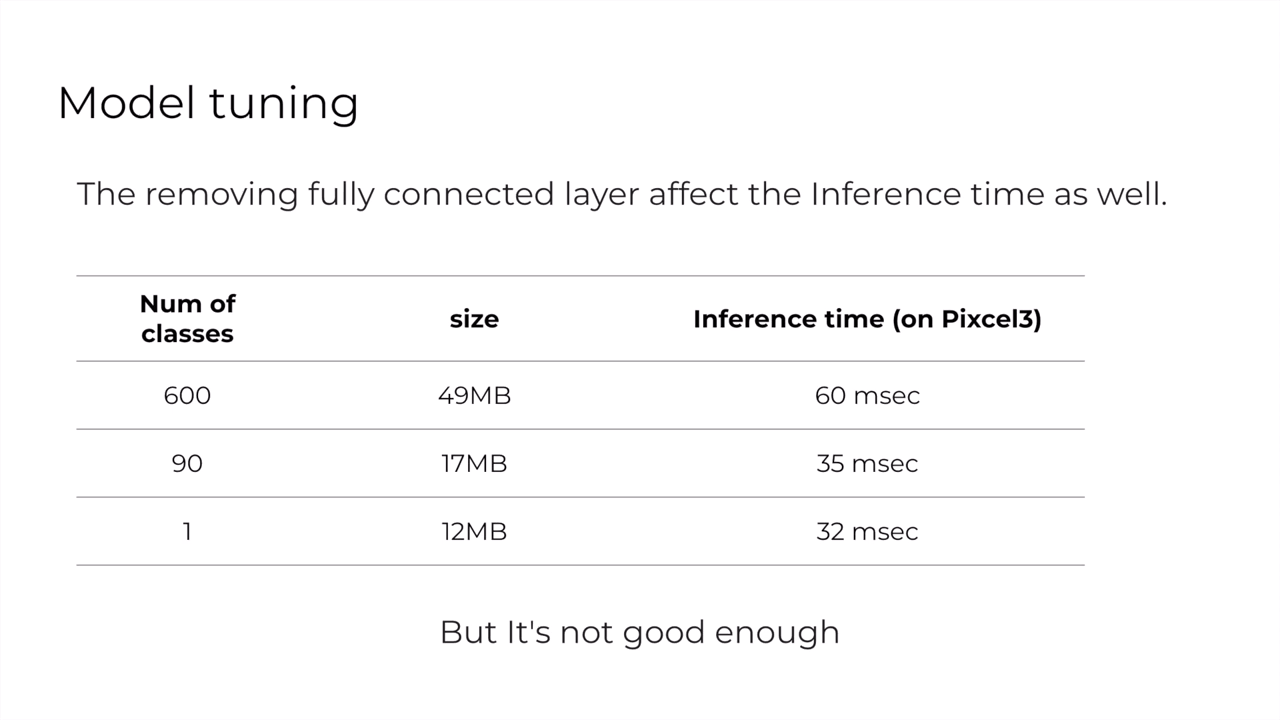 Model tuning
The removing fully connected layer affect the Inference time as well.
Num of
classes
size
Inference time (on Pixcel3)
600
49MB
60 msec
90
17MB
35 msec
1
12MB
32 msec
But It's not good enough